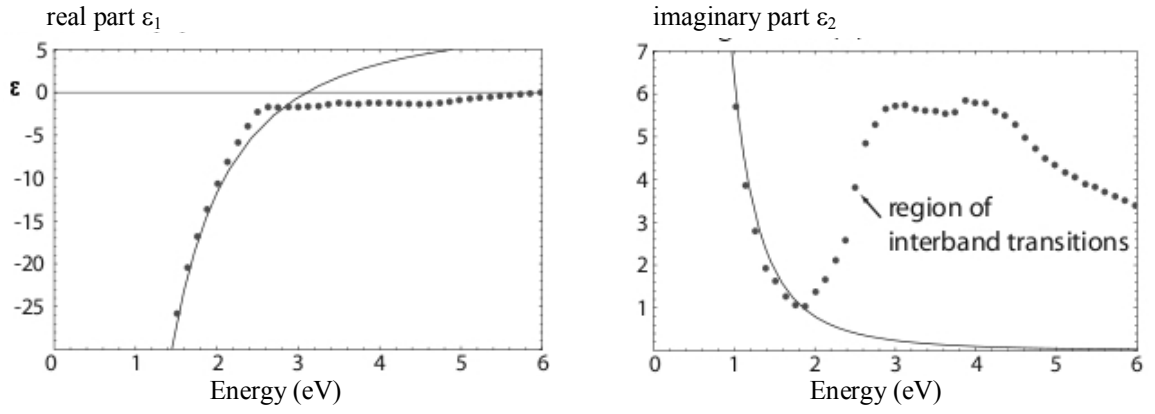 real part ε₁
5
0
ε
-5
-10
-15
-20
-25
0 1 2 3 4 5 6
Energy (eV)
imaginary part ε₂
7
6
5
4
3
2
1
region of
interband transitions
0 1 2 3 4 5 6
Energy (eV)